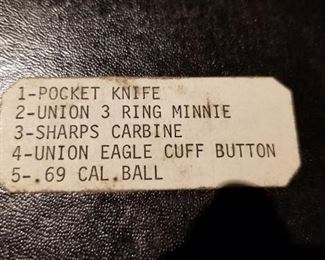 1-POCKET KNIFE
2-UNION 3 RING MINNIE
3-SHARPS CARBINE
4-UNION EAGLE CUFF BUTTON
5-.69 CAL.BALL